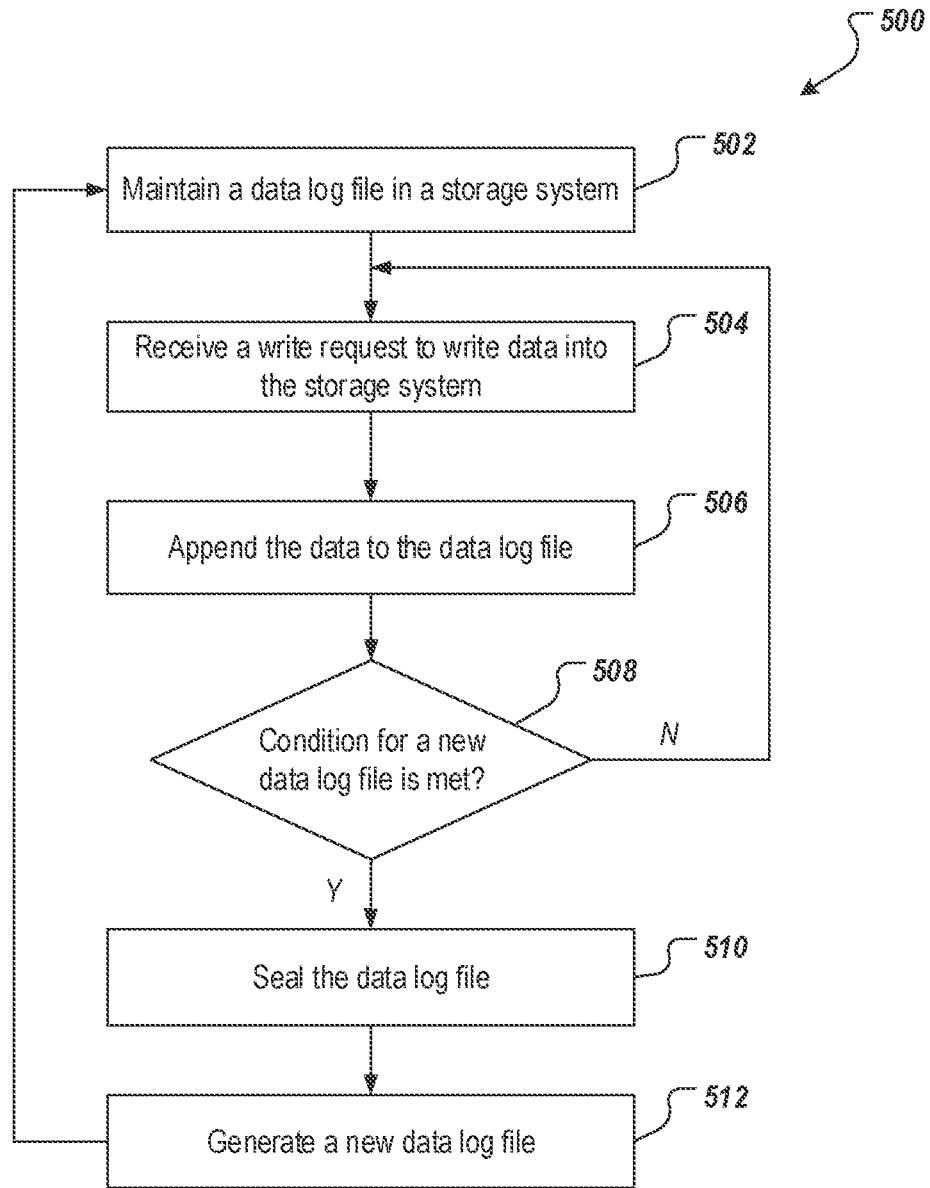 500
502
Maintain a data log file in a storage system
504
Receive a write request to write data into
the storage system
506
Append the data to the data log file
508
Condition for a new
data log file is met?
N
Y
510
Seal the data log file
512
Generate a new data log file